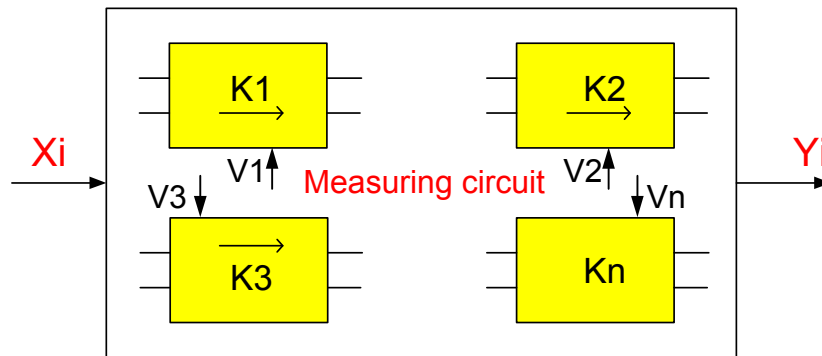 K1
K2
Xi
V1
Measuring circuit
V2
Yi
V3
Vn
K3
Kn